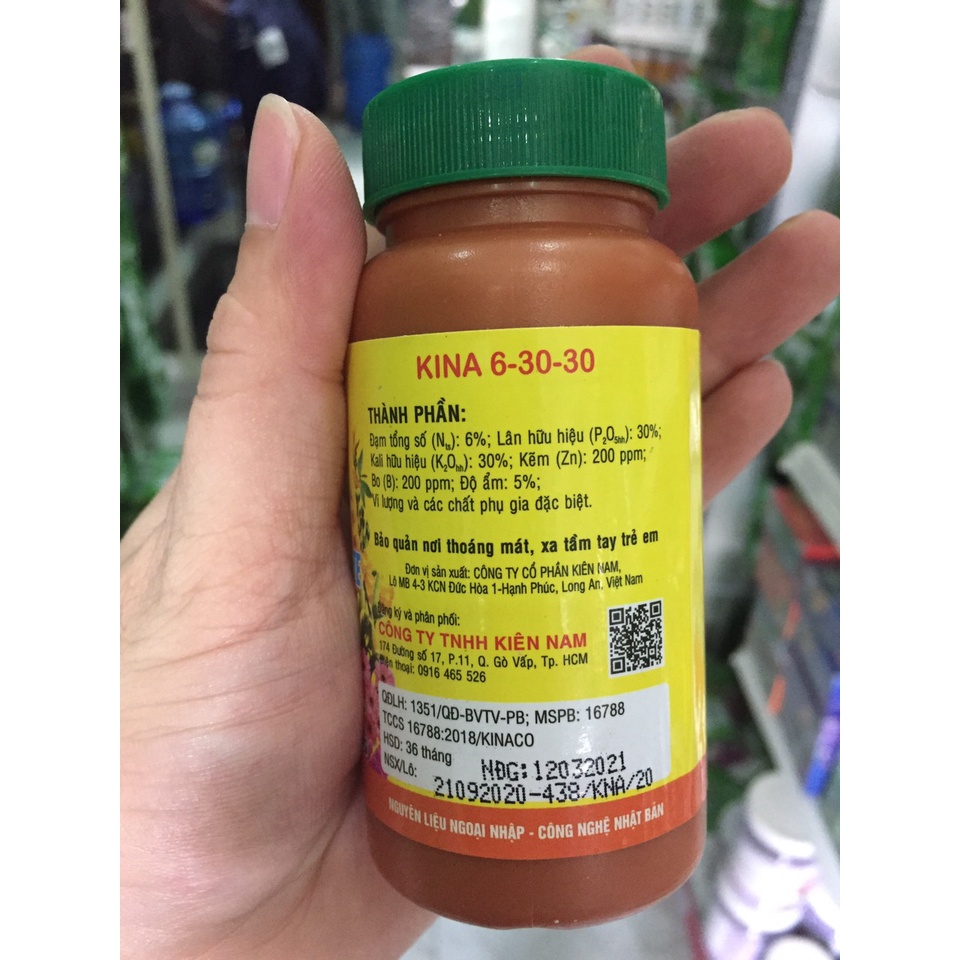 KINA 6-30-30
THÀNH PHẦN:
Đạm tổng số (Nts): 6%; Lân hữu hiệu (P2O5hh): 30%;
Kali hữu hiệu (K2Ohh): 30%; Kẽm (Zn): 200 ppm;
Bo (B): 200 ppm; Độ ẩm: 5%;
Vi lượng và các chất phụ gia đặc biệt.
Bảo quản nơi thoáng mát, xa tầm tay trẻ em
Đơn vị sản xuất: CÔNG TY CỔ PHẦN KIÊN NAM,
Lô MB 4-3 KCN Đức Hòa 1-Hạnh Phúc, Long An, Việt Nam
ký và phân phối:
CÔNG TY TNHH KIÊN NAM
174 Đường số 17, P.11, Q. Gò Vấp, Tp. HCM
Điện thoại: 0916 465 526
QĐLH: 1351/QĐ-BVTV-PB; MSPB: 16788
TCCS 16788:2018/KINACO
HSD: 36 tháng
NSX/Lô: NĐG:12032021
21092020-438/KNA/20
NGUYÊN LIỆU NGOẠI NHẬP - CÔNG NGHỆ NHẬT BẢN